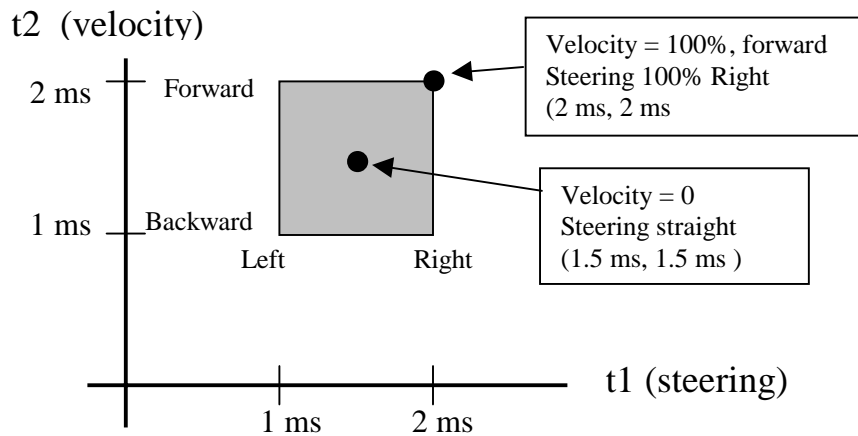 t2 (velocity)
Velocity = 100%, forward
Steering 100% Right
(2 ms, 2 ms
2 ms
Forward
Velocity = 0
Steering straight
(1.5 ms, 1.5 ms )
1 ms
Backward
Left
Right
t1 (steering)
1 ms
2 ms